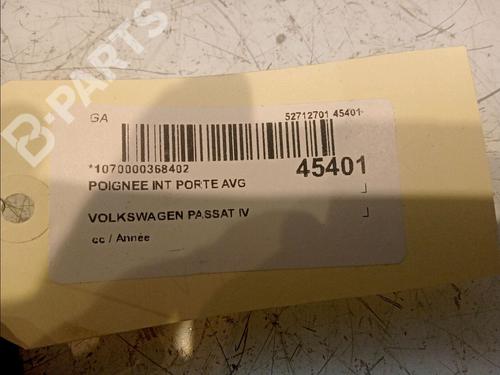 B-PARTS
GA
52712701 45401-
*1070000368402
45401
POIGNEE INT PORTE AVG
VOLKSWAGEN PASSAT IV
cc / Année